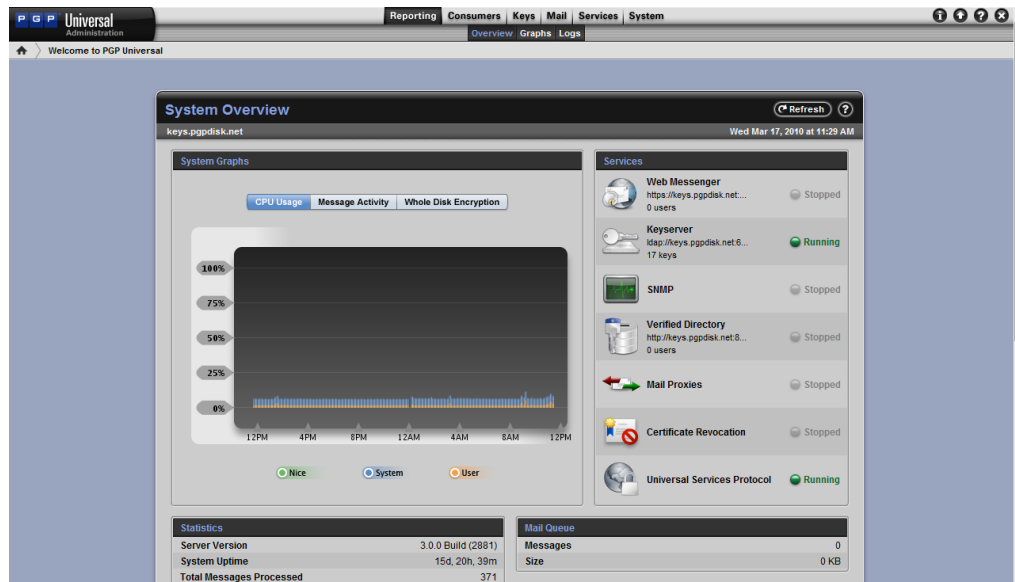 PGP Universal
Administration
Reporting Consumers Keys Mail Services System
Overview Graphs Logs
Welcome to PGP Universal
System Overview
Refresh ?
keys.pgpdisk.net Wed Mar 17, 2010 at 11:29 AM
System Graphs
CPU Usage Message Activity Whole Disk Encryption
100%
75%
50%
25%
0%
12PM 4PM 8PM 12AM 4AM 8AM 12PM
Nice System User
Services
Web Messenger
https://keys.pgpdisk.net:...
0 users
Stopped
Keyserver
ldap://keys.pgpdisk.net:6...
17 keys
Running
SNMP
Stopped
Verified Directory
http://keys.pgpdisk.net:8...
0 users
Stopped
Mail Proxies
Stopped
Certificate Revocation
Stopped
Universal Services Protocol
Running
Statistics
Server Version 3.0.0 Build (2881)
System Uptime 15d, 20h, 39m
Total Messages Processed 371
Mail Queue
Messages 0
Size 0 KB